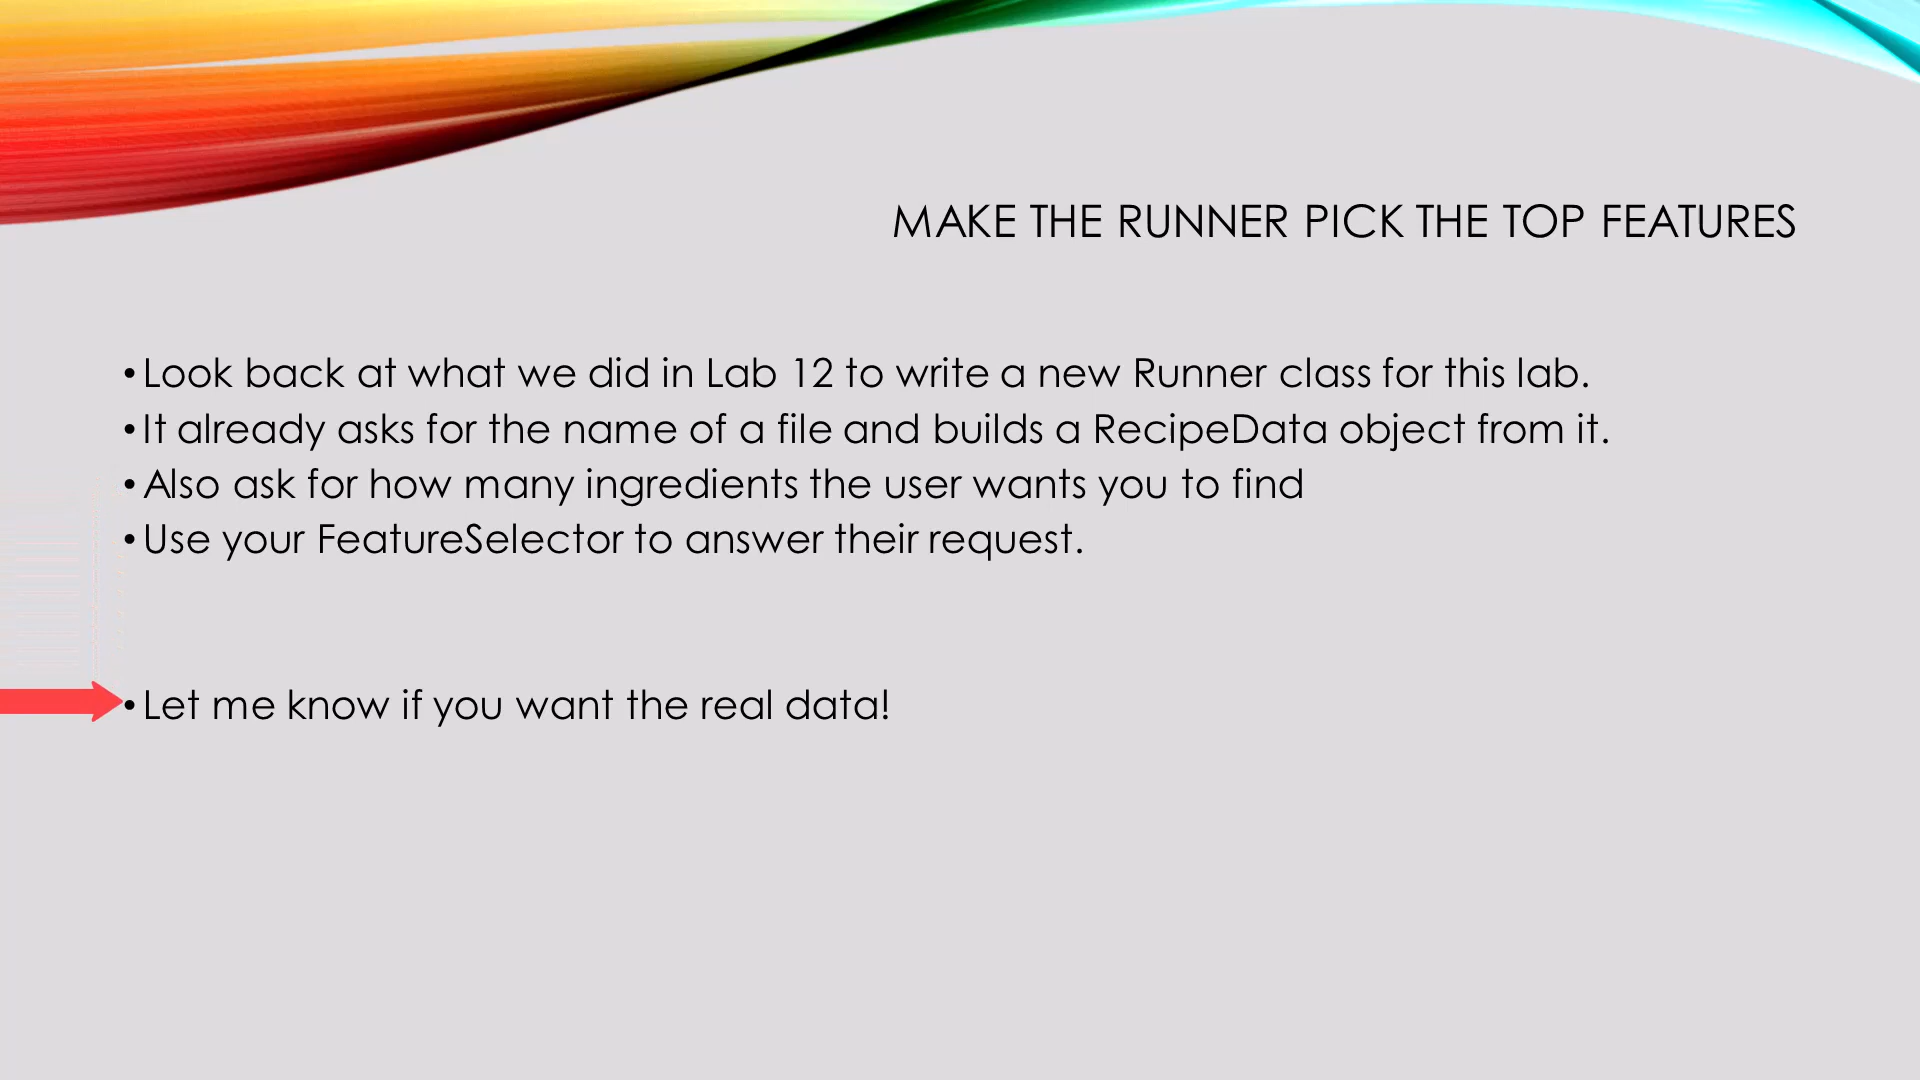 MAKE THE RUNNER PICK THE TOP FEATURES
• Look back at what we did in Lab 12 to write a new Runner class for this lab.
• It already asks for the name of a file and builds a RecipeData object from it.
• Also ask for how many ingredients the user wants you to find
• Use your FeatureSelector to answer their request.
• Let me know if you want the real data!